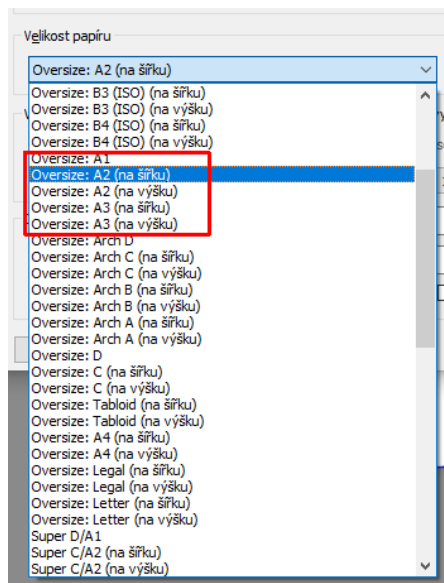 Velikost papíru
Oversize: A2 (na šířku)
Oversize: B3 (ISO) (na šířku)
Oversize: B3 (ISO) (na výšku)
Oversize: B4 (ISO) (na šířku)
Oversize: B4 (ISO) (na výšku)
Oversize: A1
Oversize: A2 (na šířku)
Oversize: A2 (na výšku)
Oversize: A3 (na šířku)
Oversize: A3 (na výšku)
Oversize: Arch D
Oversize: Arch C (na šířku)
Oversize: Arch C (na výšku)
Oversize: Arch B (na šířku)
Oversize: Arch B (na výšku)
Oversize: Arch A (na šířku)
Oversize: Arch A (na výšku)
Oversize: D
Oversize: C (na šířku)
Oversize: C (na výšku)
Oversize: Tabloid (na šířku)
Oversize: Tabloid (na výšku)
Oversize: A4 (na šířku)
Oversize: A4 (na výšku)
Oversize: Legal (na šířku)
Oversize: Legal (na výšku)
Oversize: Letter (na šířku)
Oversize: Letter (na výšku)
Super D/A1
Super C/A2 (na šířku)
Super C/A2 (na výšku)